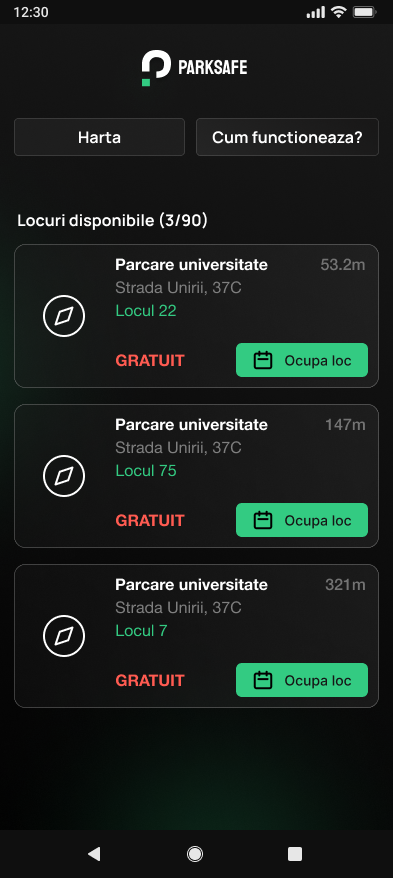 12:30
PARKSAFE
Harta
Cum functioneaza?
Locuri disponibile (3/90)
Parcare universitate 53.2m
Strada Unirii, 37C
Locul 22
GRATUIT Ocupa loc
Parcare universitate 147m
Strada Unirii, 37C
Locul 75
GRATUIT Ocupa loc
Parcare universitate 321m
Strada Unirii, 37C
Locul 7
GRATUIT Ocupa loc